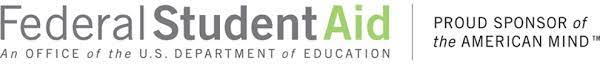 Federal Student Aid
An OFFICE of the U.S. DEPARTMENT of EDUCATION
PROUD SPONSOR of
the AMERICAN MIND™